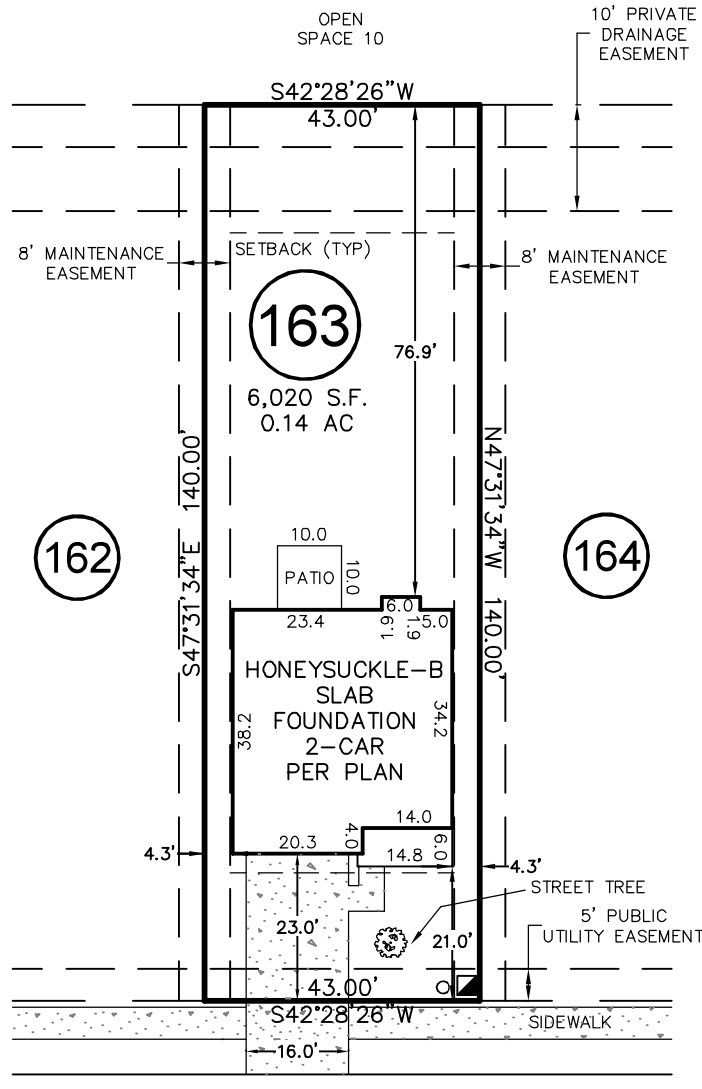 OPEN
SPACE 10
10' PRIVATE
DRAINAGE
EASEMENT
S42°28'26"W
43.00'
8' MAINTENANCE
EASEMENT
SETBACK (TYP)
8' MAINTENANCE
EASEMENT
163
6,020 S.F.
0.14 AC
76.9'
S47°31'34"E 140.00'
N47°31'34"W 140.00'
162
164
10.0
PATIO
10.0
23.4
6.0
1.9
1.9
15.0
HONEYSUCKLE-B
SLAB
FOUNDATION
2-CAR
PER PLAN
38.2
34.2
14.0
20.3
4.0
14.8
6.0
4.3'
4.3'
STREET TREE
23.0'
21.0'
5' PUBLIC
UTILITY EASEMENT
43.00'
S42°28'26"W
SIDEWALK
16.0'